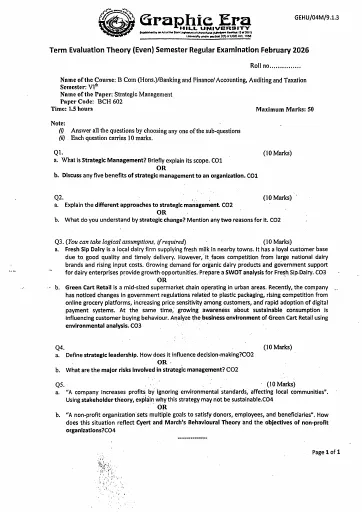 GEHU/04M/9.1.3
Graphic Era
HILL UNIVERSITY
Term Evaluation Theory (Even) Semester Regular Examination February 2026
Roll no...............
Name of the Course: B Com (Hons.)/Banking and Finance/ Accounting, Auditing and Taxation
Semester: VIth
Name of the Paper: Strategic Management
Paper Code: BCH 602
Time: 1.5 hours Maximum Marks: 50
Note:
(i) Answer all the questions by choosing any one of the sub-questions
(ii) Each question carries 10 marks.
Q1. (10 Marks)
a. What is Strategic Management? Briefly explain its scope. CO1
OR
b. Discuss any five benefits of strategic management to an organization. CO1
Q2. (10 Marks)
a. Explain the different approaches to strategic management. CO2
OR
b. What do you understand by strategic change? Mention any two reasons for it. CO2
Q3. (You can take logical assumptions, if required) (10 Marks)
a. Fresh Sip Dairy is a local dairy firm supplying fresh milk in nearby towns. It has a loyal customer base
due to good quality and timely delivery. However, it faces competition from large national dairy
brands and rising input costs. Growing demand for organic dairy products and government support
for dairy enterprises provide growth opportunities. Prepare a SWOT analysis for Fresh Sip Dairy. CO3
OR
b. Green Cart Retail is a mid-sized supermarket chain operating in urban areas. Recently, the company
has noticed changes in government regulations related to plastic packaging, rising competition from
online grocery platforms, increasing price sensitivity among customers, and rapid adoption of digital
payment systems. At the same time, growing awareness about sustainable consumption is
influencing customer buying behaviour. Analyze the business environment of Green Cart Retail using
environmental analysis. CO3
Q4. (10 Marks)
a. Define strategic leadership. How does it influence decision-making?CO2
OR
b. What are the major risks involved in strategic management? CO2
Q5. (10 Marks)
a. "A company increases profits by ignoring environmental standards, affecting local communities".
Using stakeholder theory, explain why this strategy may not be sustainable.CO4
OR
b. "A non-profit organization sets multiple goals to satisfy donors, employees, and beneficiaries". How
does this situation reflect Cyert and March's Behavioural Theory and the objectives of non-profit
organizations?CO4
Page 1 of 1